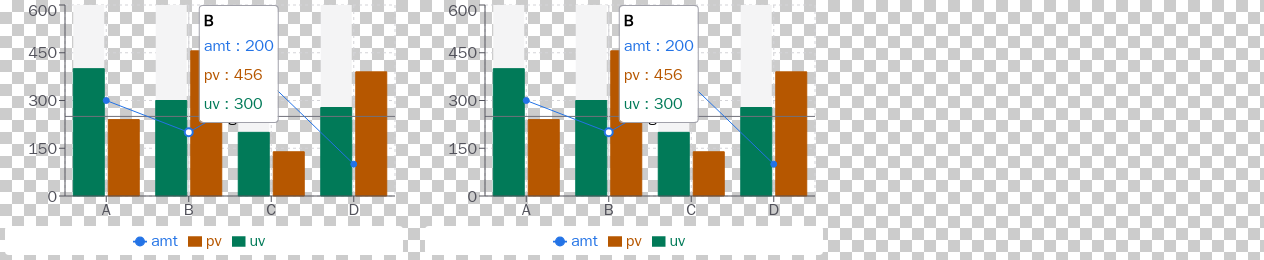 600
450
300
150
0
A B C D
B
amt : 200
pv : 456
uv : 300
amt pv uv
600
450
300
150
0
A B C D
B
amt : 200
pv : 456
uv : 300
amt pv uv